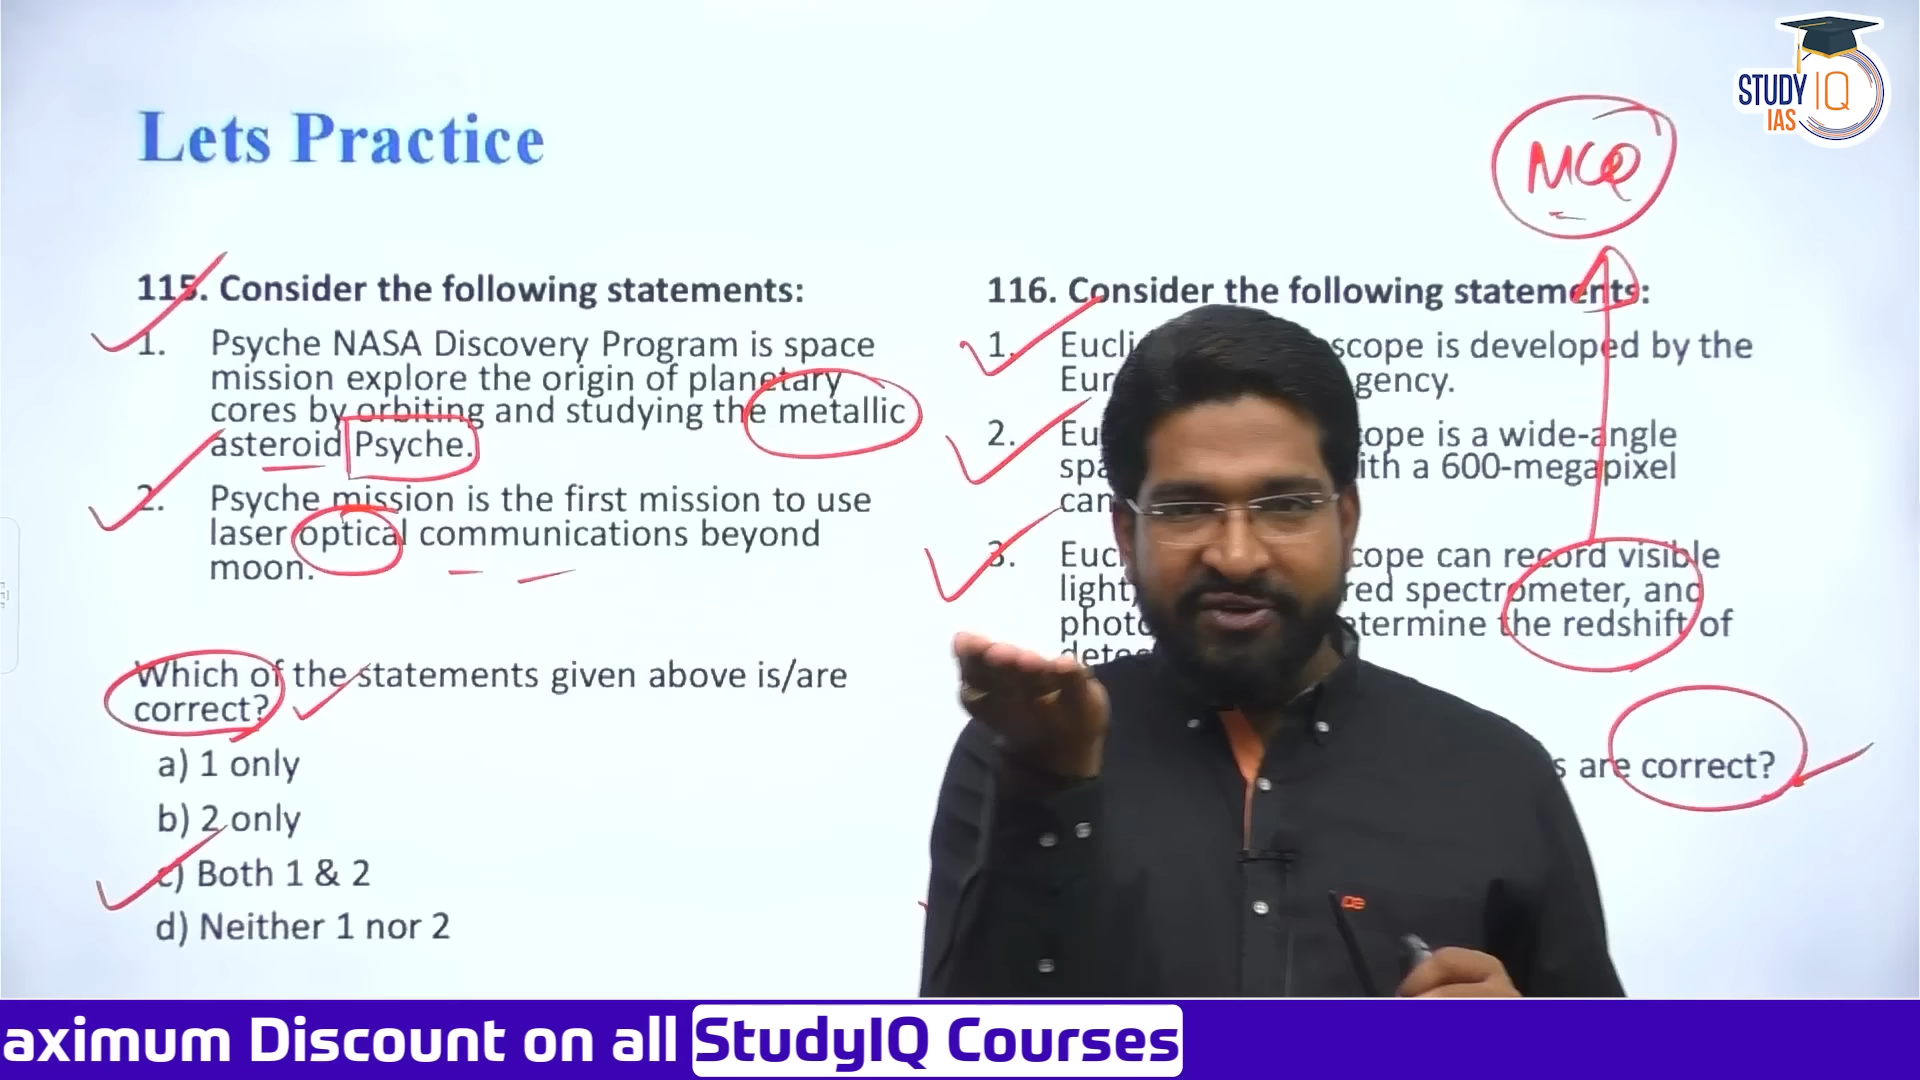 STUDY IQ
IAS
Lets Practice
MCQ
115. Consider the following statements:
1. Psyche NASA Discovery Program is space
mission explore the origin of planetary
cores by orbiting and studying the metallic
asteroid Psyche.
2. Psyche mission is the first mission to use
laser optical communications beyond
moon.
Which of the statements given above is/are
correct?
a) 1 only
b) 2 only
c) Both 1 & 2
d) Neither 1 nor 2
116. Consider the following statements:
1. scope is developed by the
gency.
2. ope is a wide-angle
with a 600-megapixel
3. cope can record visible
light, red spectrometer, and
determine the redshift of
are correct?
aximum Discount on all StudyIQ Courses